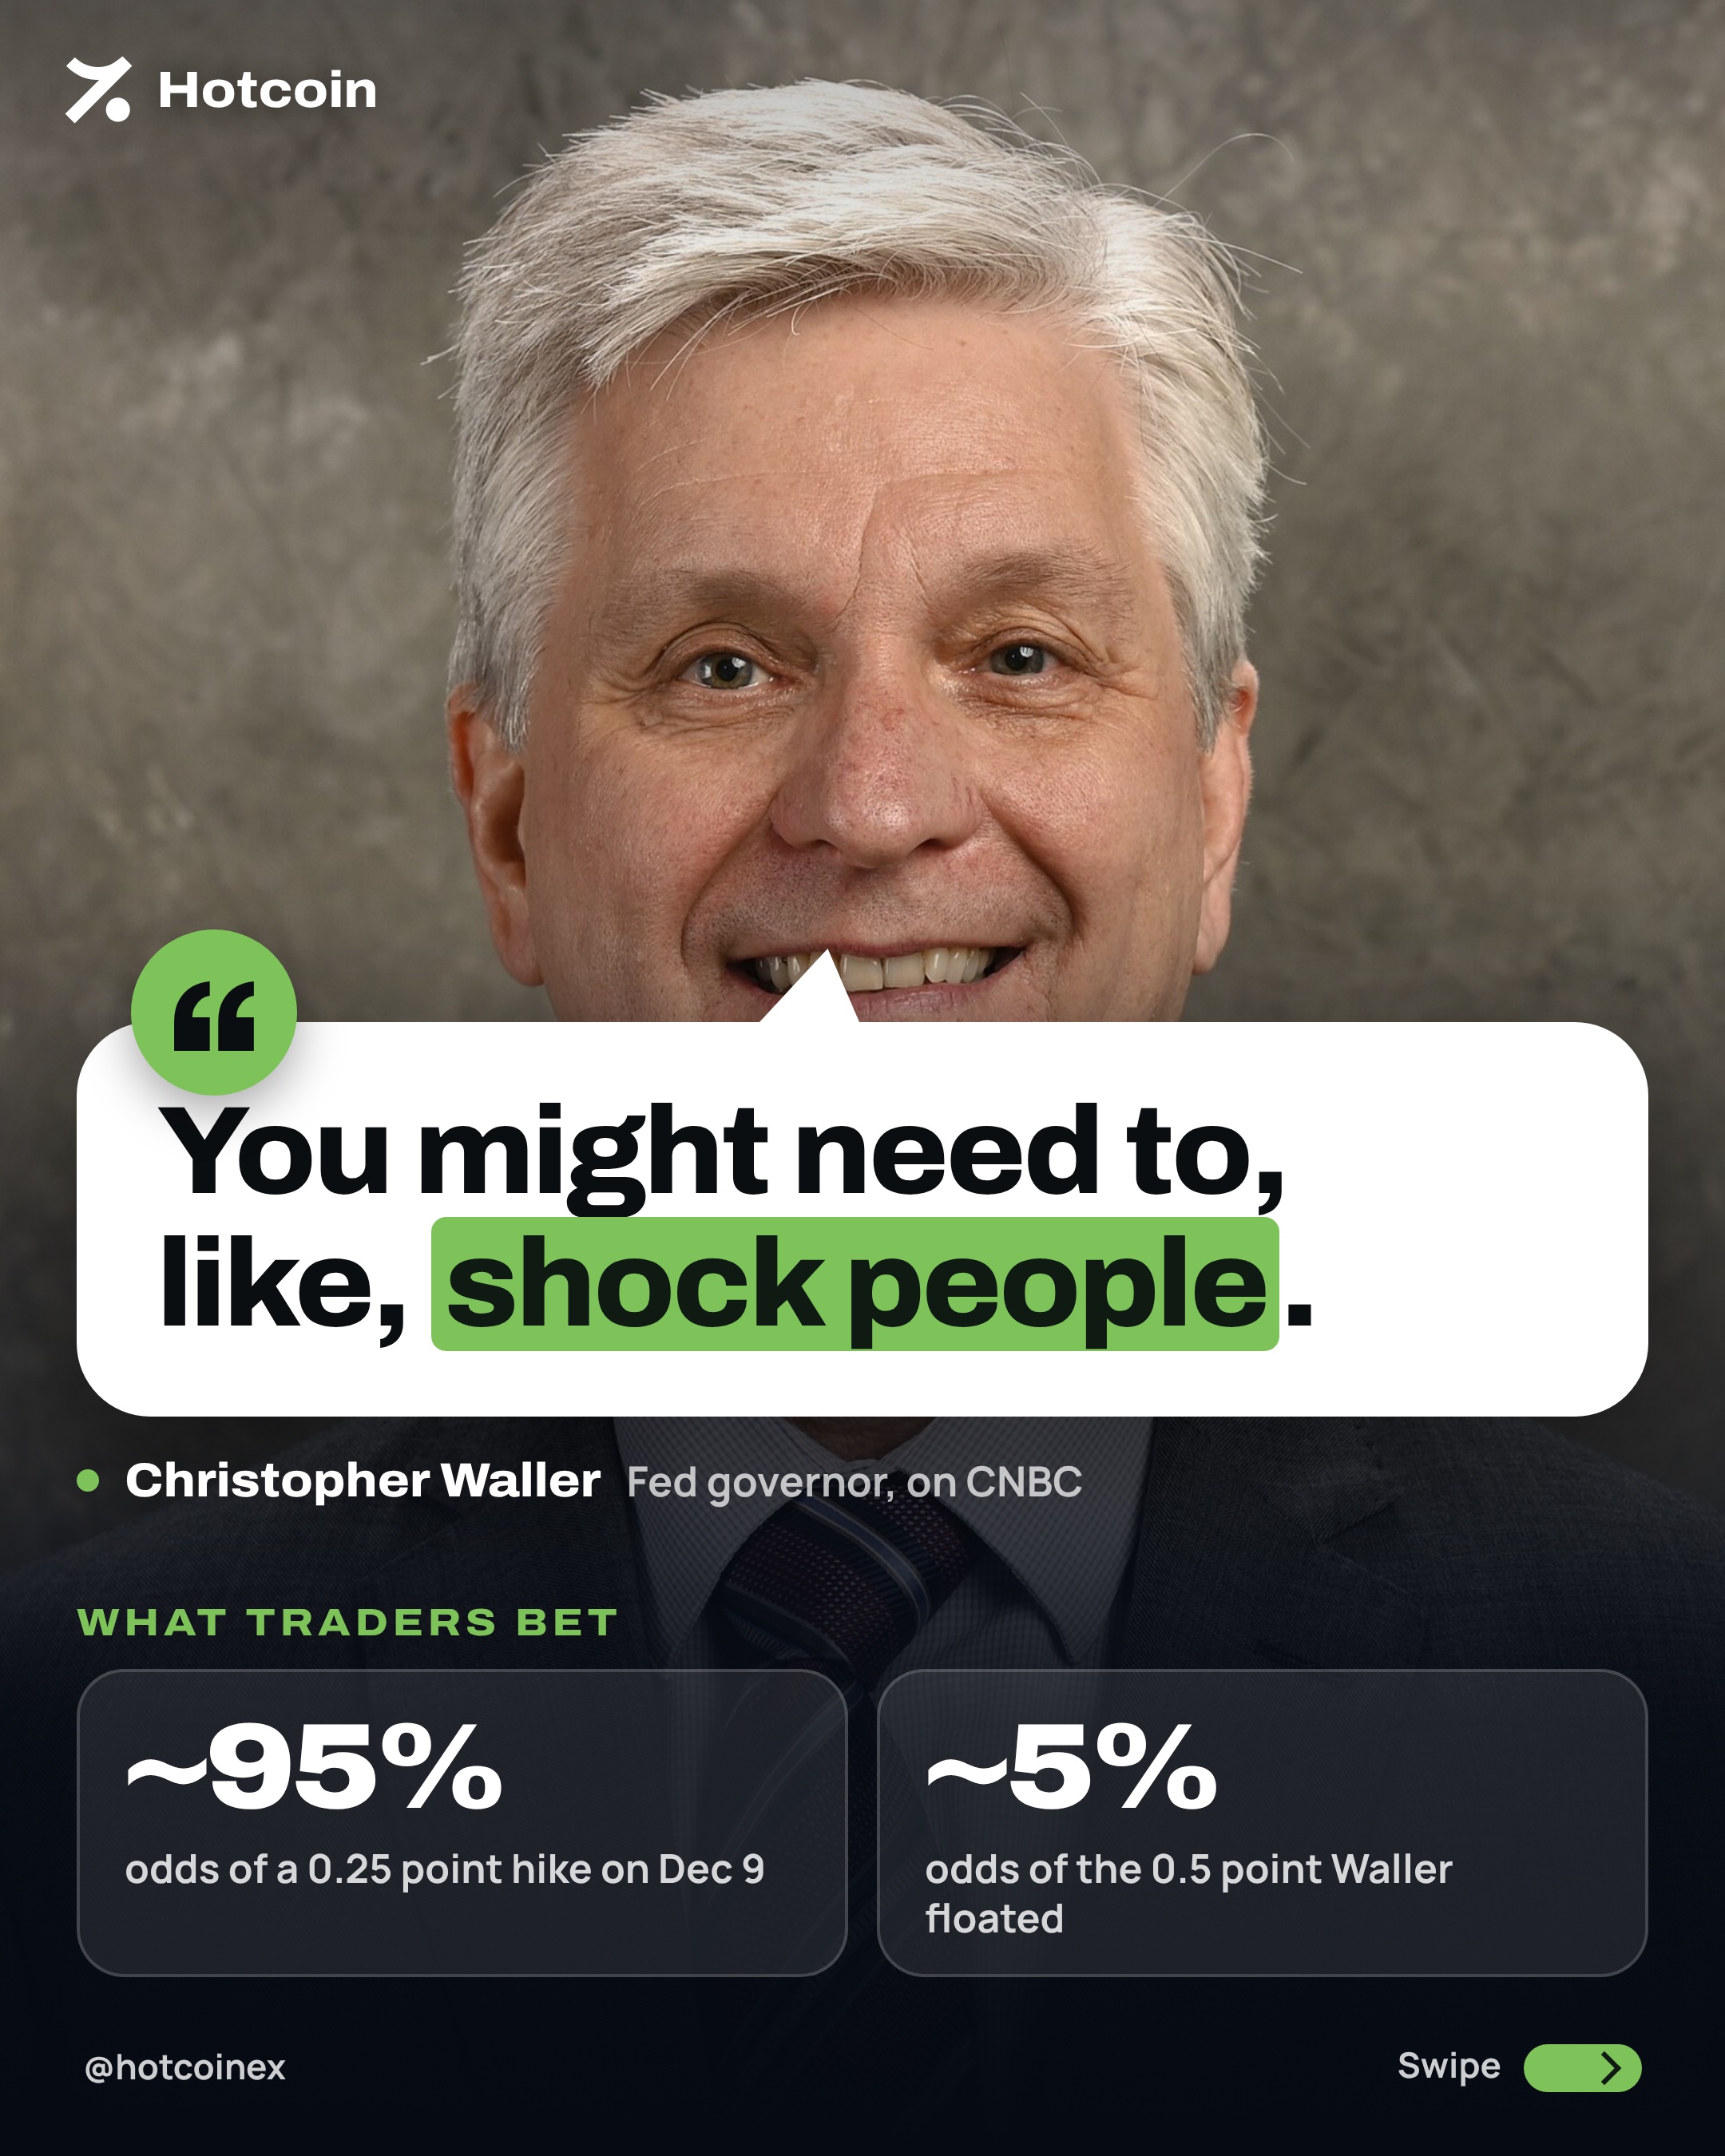 Hotcoin
“
You might need to,
like, shock people.
Christopher Waller Fed governor, on CNBC
WHAT TRADERS BET
~95%
odds of a 0.25 point hike on Dec 9
~5%
odds of the 0.5 point Waller
floated
@hotcoinex
Swipe